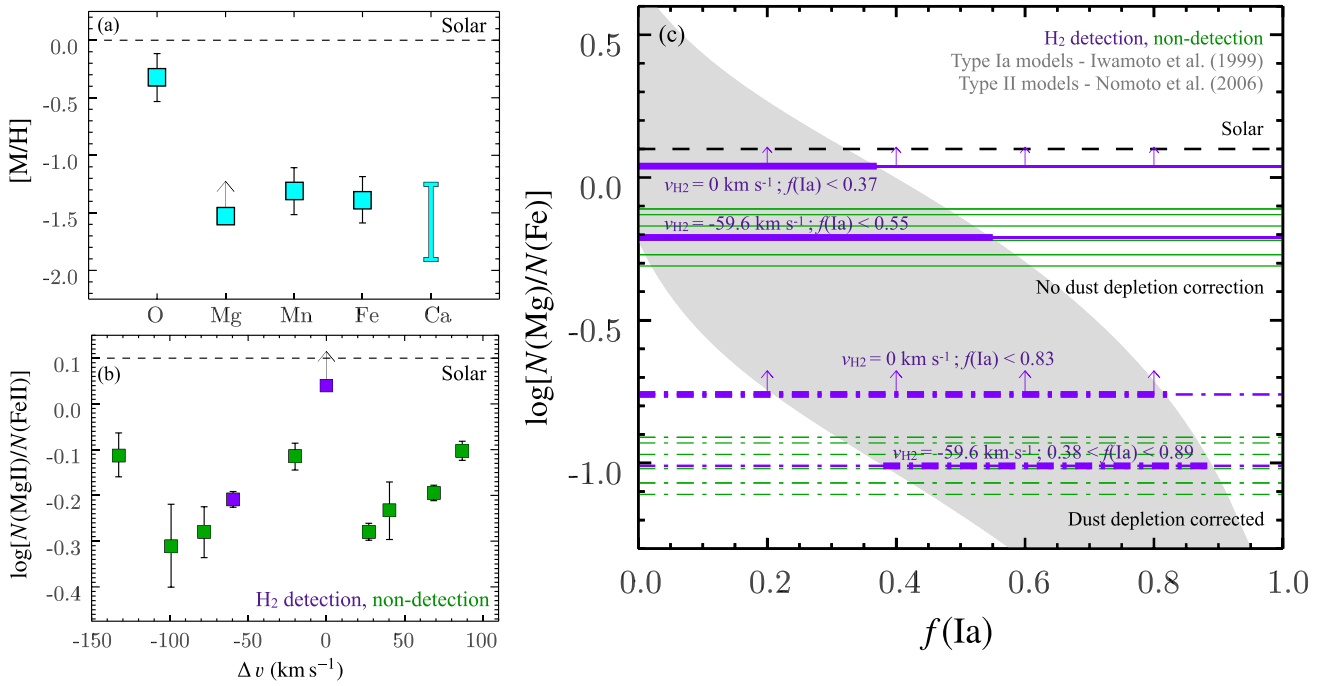 (a)
Solar
[M/H]
0.0
-0.5
-1.0
-1.5
-2.0
O Mg Mn Fe Ca
(b)
Solar
log[N(MgII)/N(FeII)]
0.1
0.0
-0.1
-0.2
-0.3
-0.4
H2 detection, non-detection
-150 -100 -50 0 50 100
Δv (km s⁻¹)
(c)
H2 detection, non-detection
Type Ia models - Iwamoto et al. (1999)
Type II models - Nomoto et al. (2006)
Solar
vH2 = 0 km s-1 ; f(Ia) < 0.37
vH2 = -59.6 km s-1 ; f(Ia) < 0.55
No dust depletion correction
vH2 = 0 km s-1 ; f(Ia) < 0.83
vH2 = -59.6 km s-1 ; 0.38 < f(Ia) < 0.89
Dust depletion corrected
log[N(Mg)/N(Fe)]
0.5
0.0
-0.5
-1.0
0.0 0.2 0.4 0.6 0.8 1.0
f(Ia)